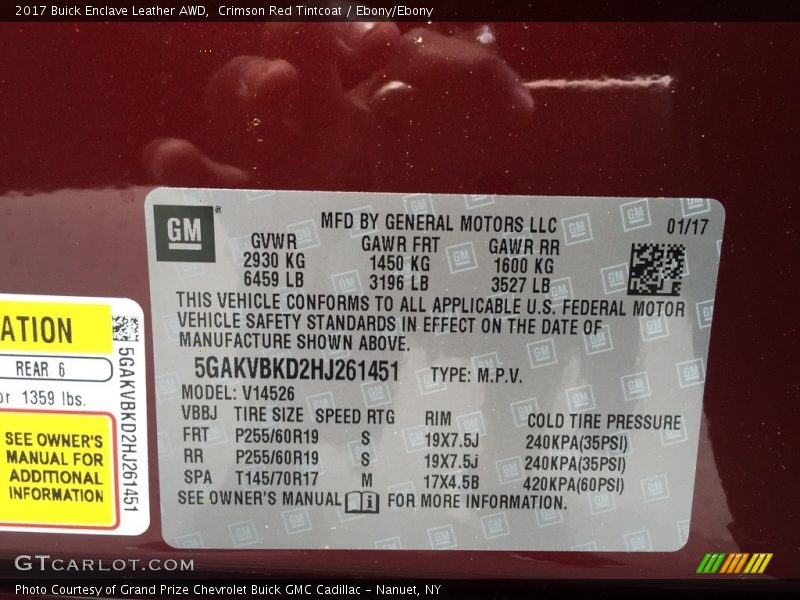 2017 Buick Enclave Leather AWD,  Crimson Red Tintcoat / Ebony/Ebony
GM ®
MFD BY GENERAL MOTORS LLC 01/17
GVWR GAWR FRT GAWR RR
2930 KG 1450 KG 1600 KG
6459 LB 3196 LB 3527 LB
THIS VEHICLE CONFORMS TO ALL APPLICABLE U.S. FEDERAL MOTOR
VEHICLE SAFETY STANDARDS IN EFFECT ON THE DATE OF
MANUFACTURE SHOWN ABOVE.
5GAKVBKD2HJ261451 TYPE: M.P.V.
MODEL: V14526
VBBJ TIRE SIZE SPEED RTG RIM COLD TIRE PRESSURE
FRT P255/60R19 S 19X7.5J 240KPA(35PSI)
RR P255/60R19 S 19X7.5J 240KPA(35PSI)
SPA T145/70R17 M 17X4.5B 420KPA(60PSI)
SEE OWNER'S MANUAL FOR MORE INFORMATION.
ATION
REAR 6
or 1359 lbs.
SEE OWNER'S
MANUAL FOR
ADDITIONAL
INFORMATION
5GAKVBKD2HJ261451
GTCARLOT.COM
Photo Courtesy of Grand Prize Chevrolet Buick GMC Cadillac - Nanuet, NY